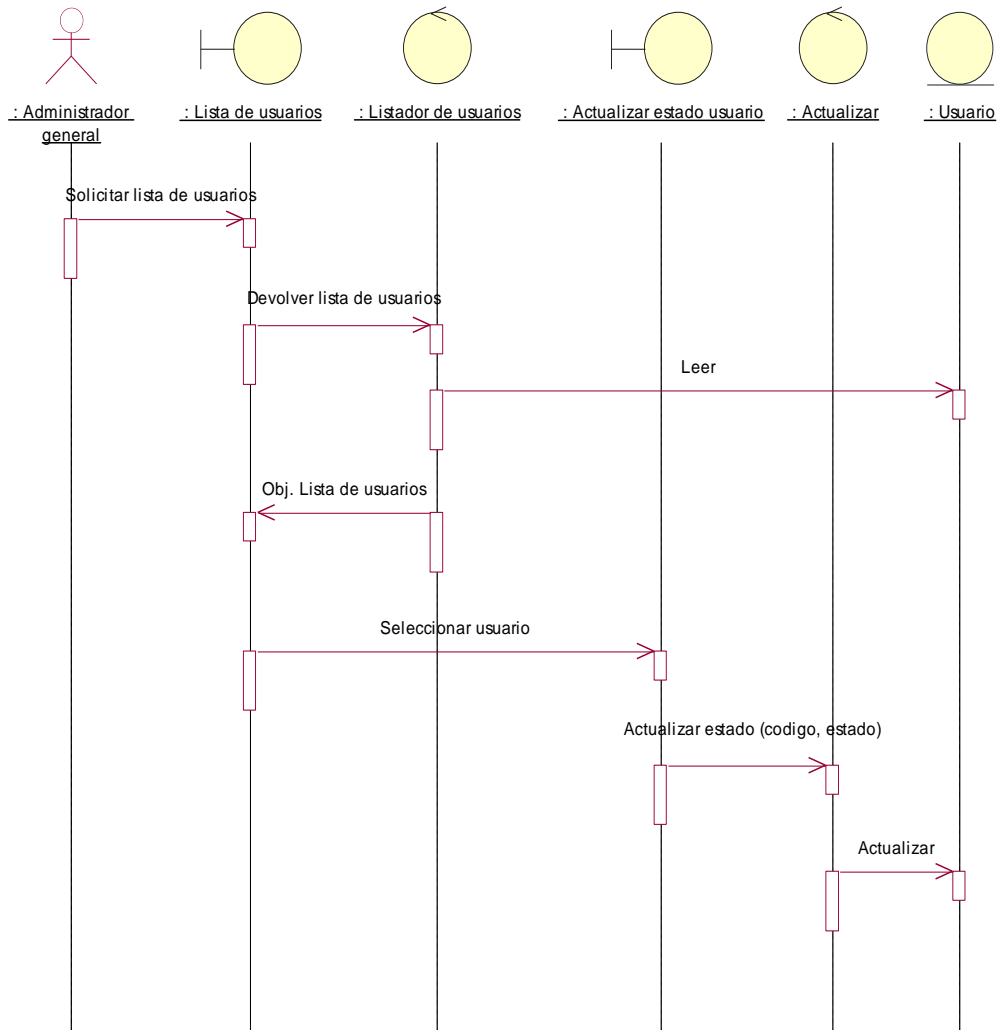 : Administrador
general
: Lista de usuarios
: Listador de usuarios
: Actualizar estado usuario
: Actualizar
: Usuario
Solicitar lista de usuarios
Devolver lista de usuarios
Leer
Obj. Lista de usuarios
Seleccionar usuario
Actualizar estado (codigo, estado)
Actualizar